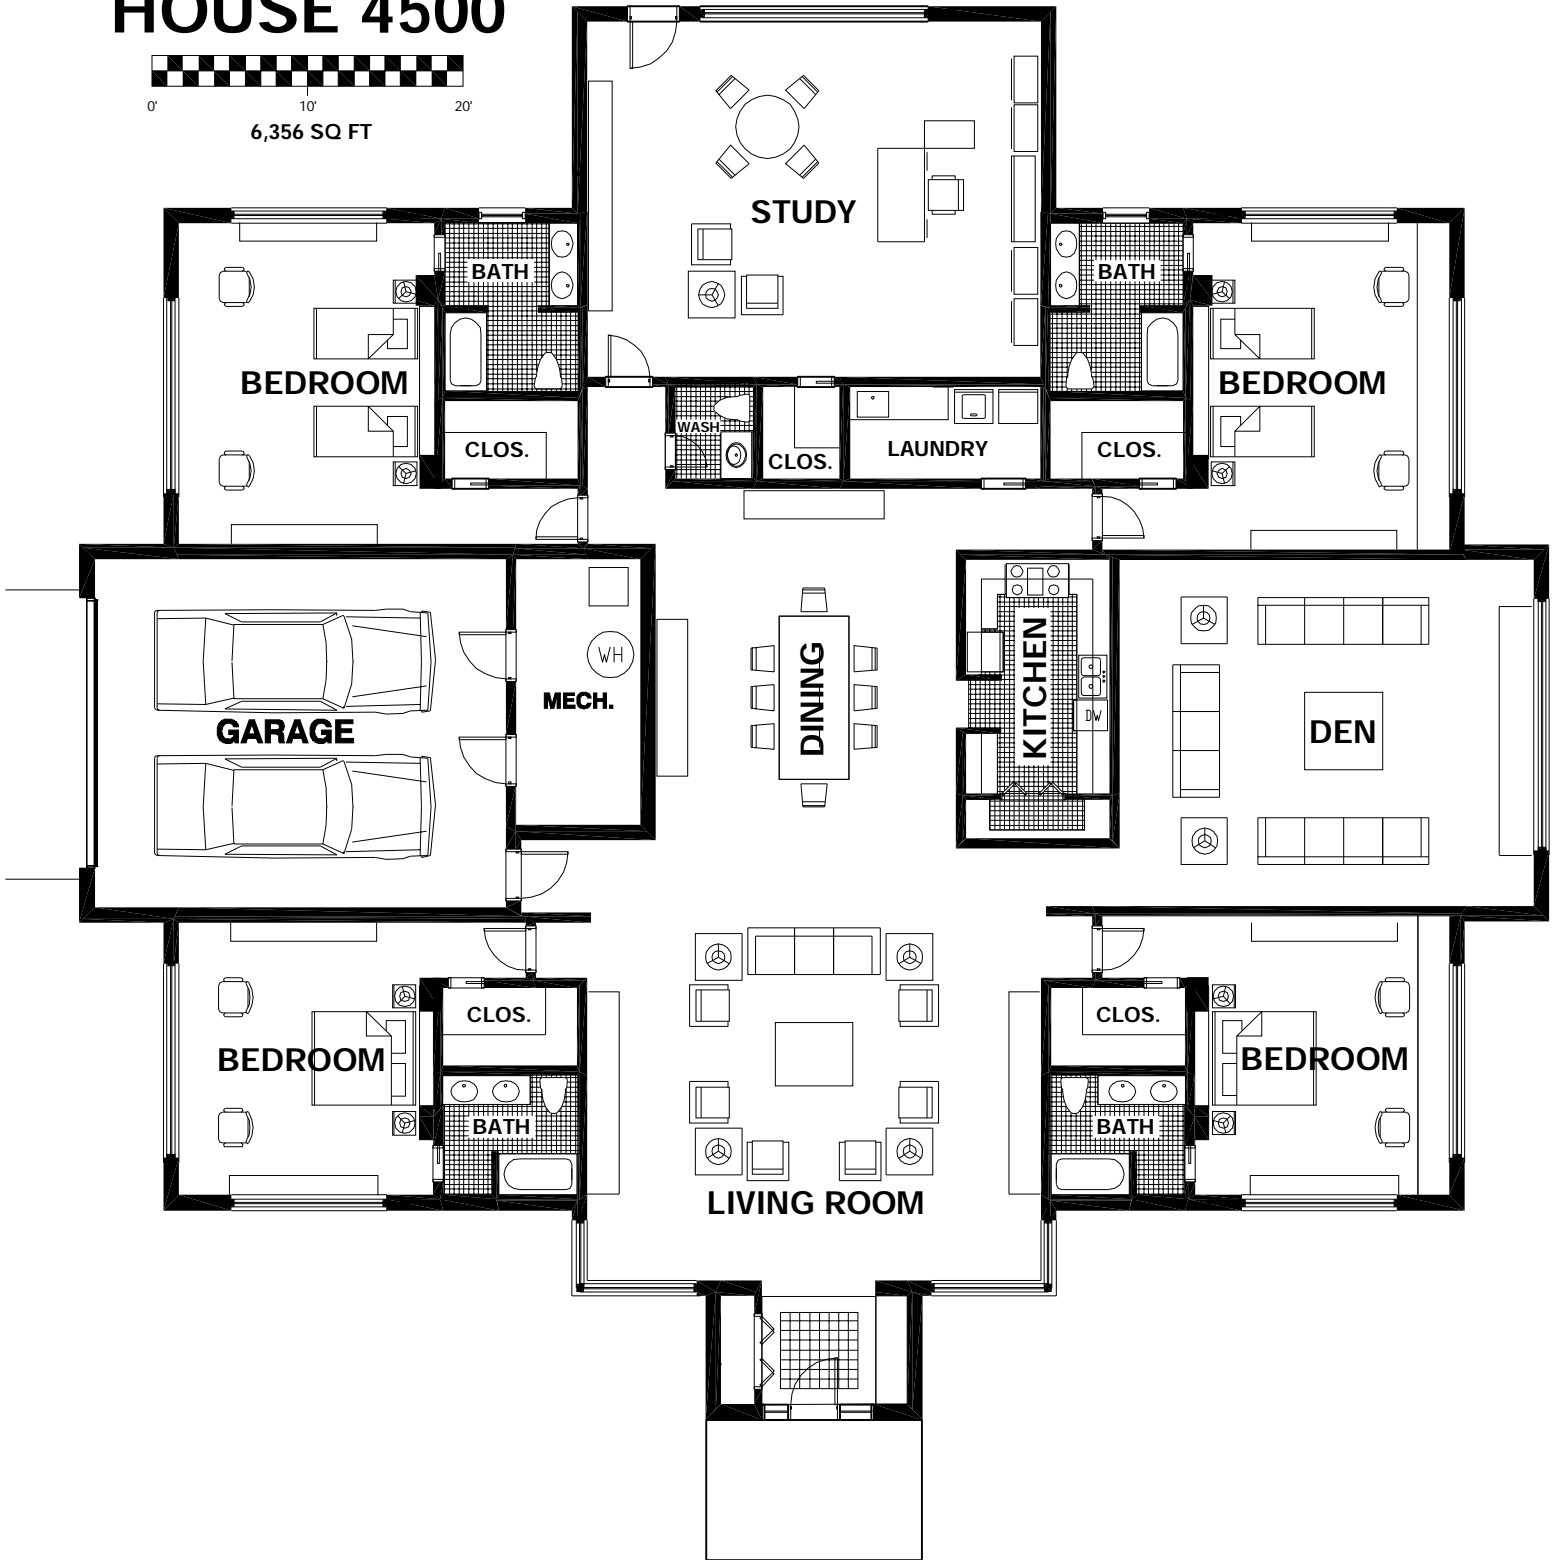 HOUSE 4500
0' 10' 20'
6,356 SQ FT
STUDY
BATH
BATH
BEDROOM
BEDROOM
WASH
CLOS.
CLOS.
LAUNDRY
CLOS.
WH
MECH.
GARAGE
DINING
KITCHEN
DW
DEN
CLOS.
CLOS.
BEDROOM
BEDROOM
BATH
BATH
LIVING ROOM